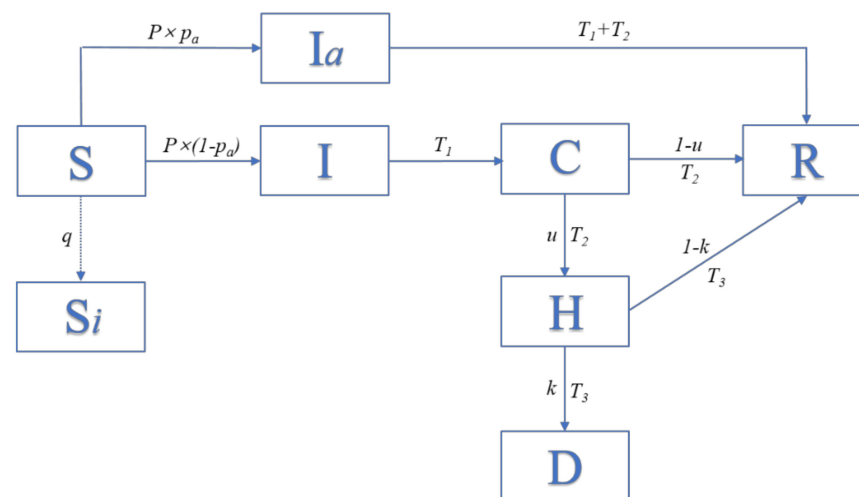 P×pₐ
Iₐ
T₁+T₂
S
P×(1-pₐ)
I
T₁
C
1-u
T₂
R
q
u
T₂
1-k
T₃
Si
H
k
T₃
D